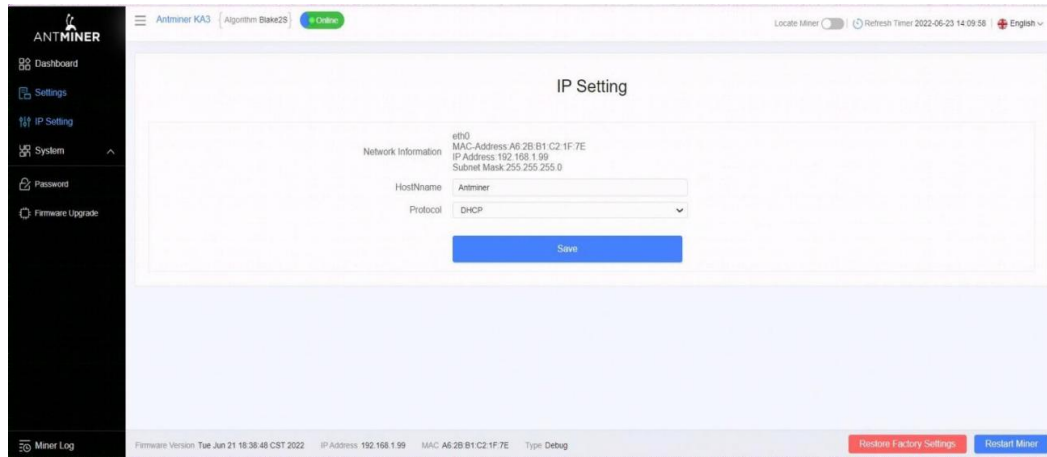 ANTMINER
Antminer KA3 { Algorithm Blake2S } Online
Locate Miner Refresh Timer 2022-06-23 14:09:58 English
Dashboard
Settings
IP Setting
System
Password
Firmware Upgrade
Miner Log
IP Setting
Network Information
eth0
MAC-Address:A6:2B:B1:C2:1F:7E
IP Address:192.168.1.99
Subnet Mask:255.255.255.0
HostNname Antminer
Protocol DHCP
Save
Firmware Version Tue Jun 21 18:38:48 CST 2022 IP Address 192.168.1.99 MAC A6:2B:B1:C2:1F:7E Type Debug
Restore Factory Settings Restart Miner